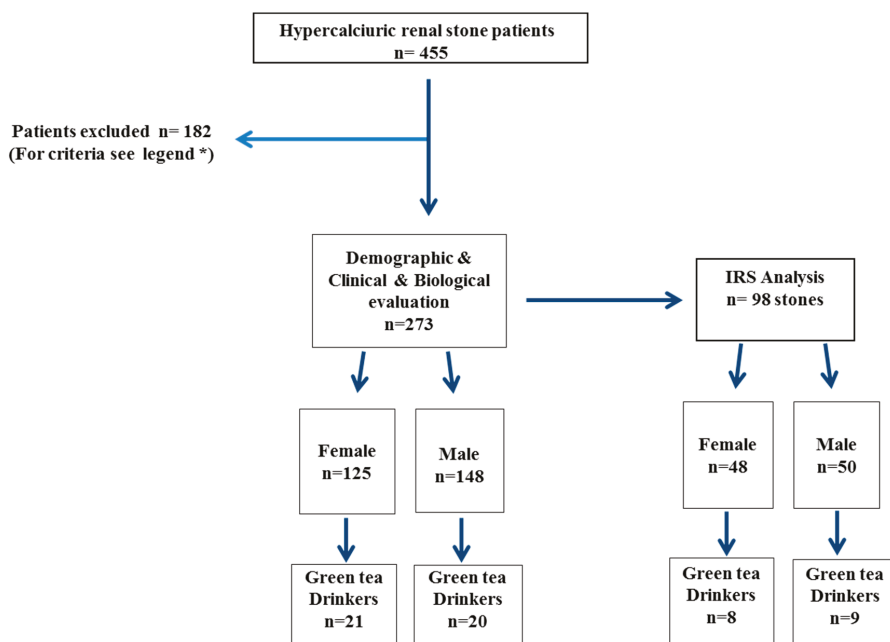 Hypercalciuric renal stone patients
n= 455
Patients excluded n= 182
(For criteria see legend *)
Demographic &
Clinical & Biological
evaluation
n=273
IRS Analysis
n= 98 stones
Female
n=125
Male
n=148
Female
n=48
Male
n=50
Green tea
Drinkers
n=21
Green tea
Drinkers
n=20
Green tea
Drinkers
n=8
Green tea
Drinkers
n=9